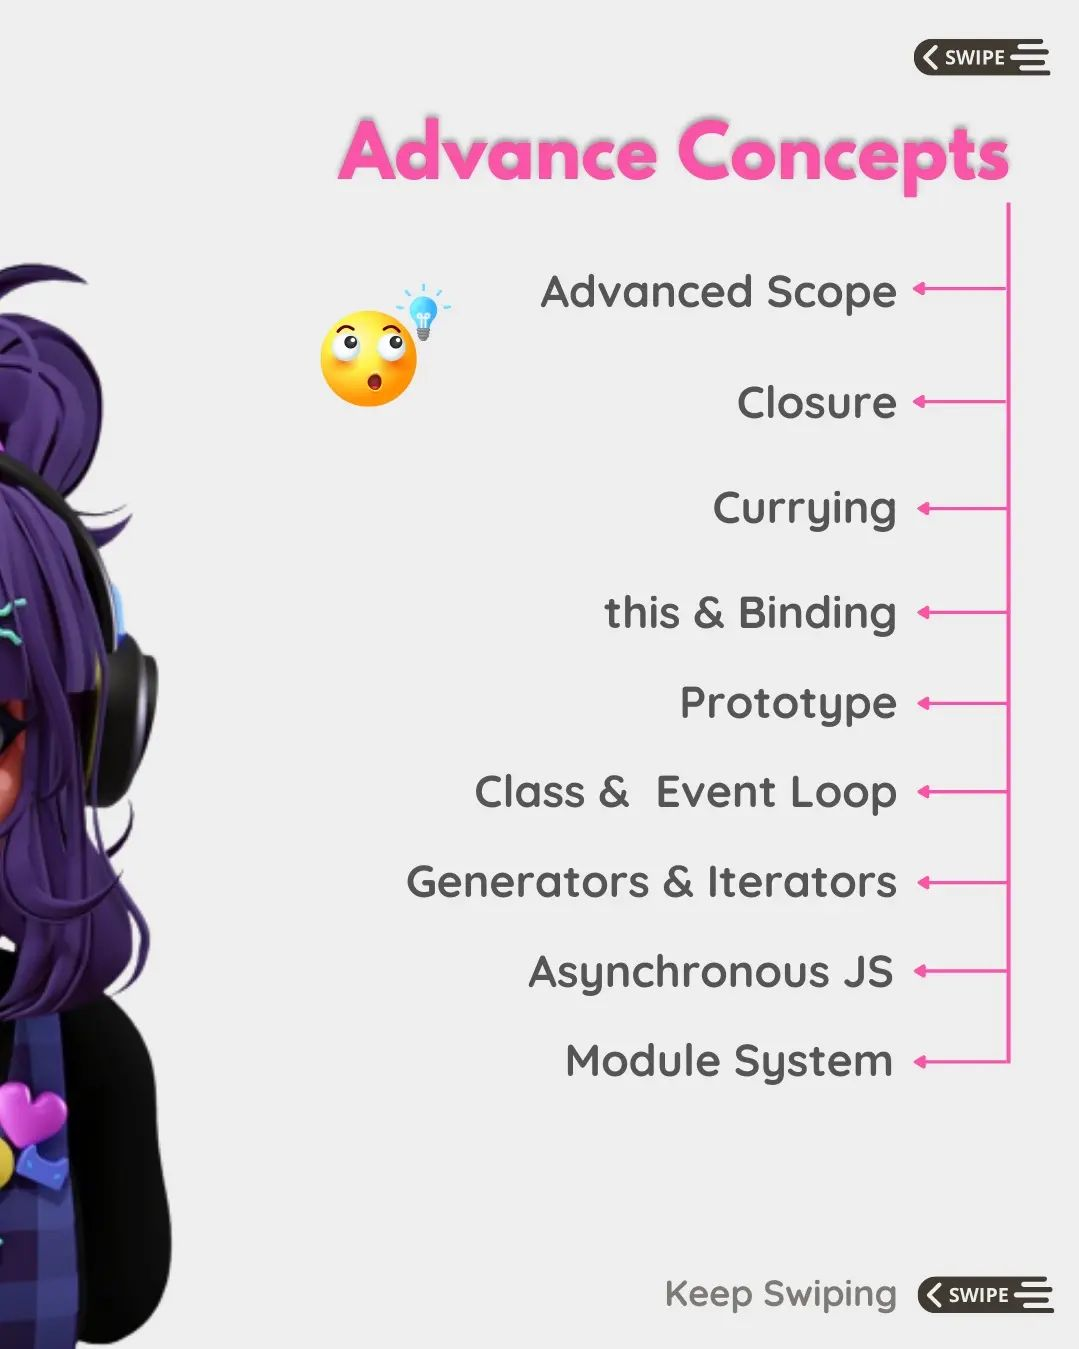 SWIPE
Advance Concepts
Advanced Scope
Closure
Currying
this & Binding
Prototype
Class & Event Loop
Generators & Iterators
Asynchronous JS
Module System
Keep Swiping SWIPE